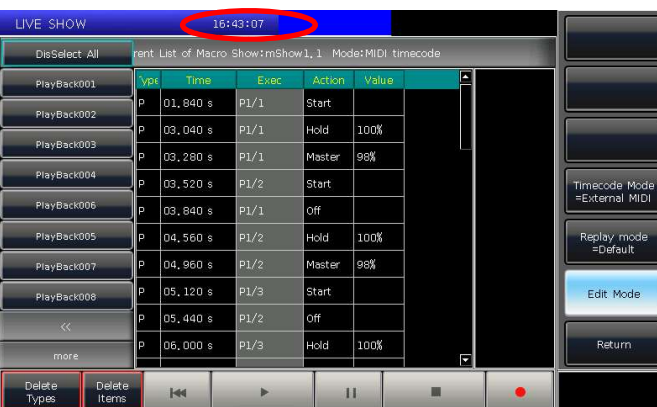 LIVE SHOW 16:43:07
DisSelect All rent List of Macro Show:mShow1.1 Mode:MIDI timecode
PlayBack001
PlayBack002
PlayBack003
PlayBack004
PlayBack006
PlayBack005
PlayBack007
PlayBack008
<<
more
Type Time Exec Action Value
P 01.840 s P1/1 Start
P 03.040 s P1/1 Hold 100%
P 03.280 s P1/1 Master 98%
P 03.520 s P1/2 Start
P 03.840 s P1/1 Off
P 04.560 s P1/2 Hold 100%
P 04.960 s P1/2 Master 98%
P 05.120 s P1/3 Start
P 05.440 s P1/2 Off
P 06.000 s P1/3 Hold 100%
Timecode Mode
=External MIDI
Replay mode
=Default
Edit Mode
Return
Delete
Types
Delete
Items